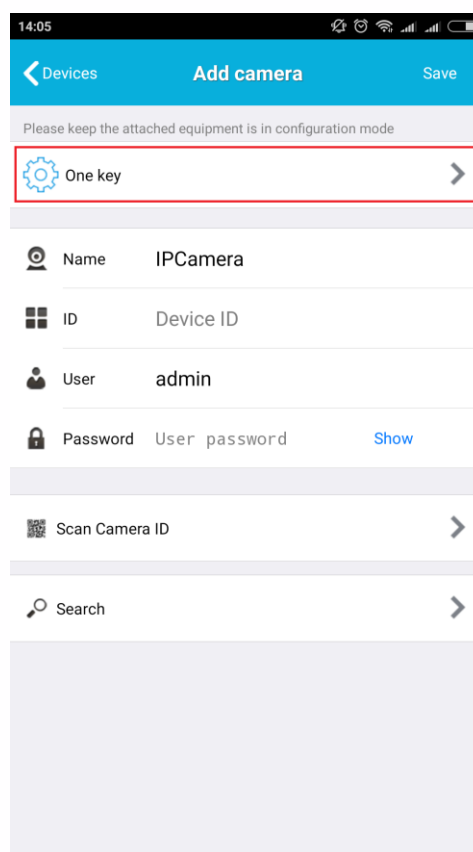 14:05
Devices
Add camera
Save
Please keep the attached equipment is in configuration mode
One key
Name IPCamera
ID Device ID
User admin
Password User password Show
Scan Camera ID
Search